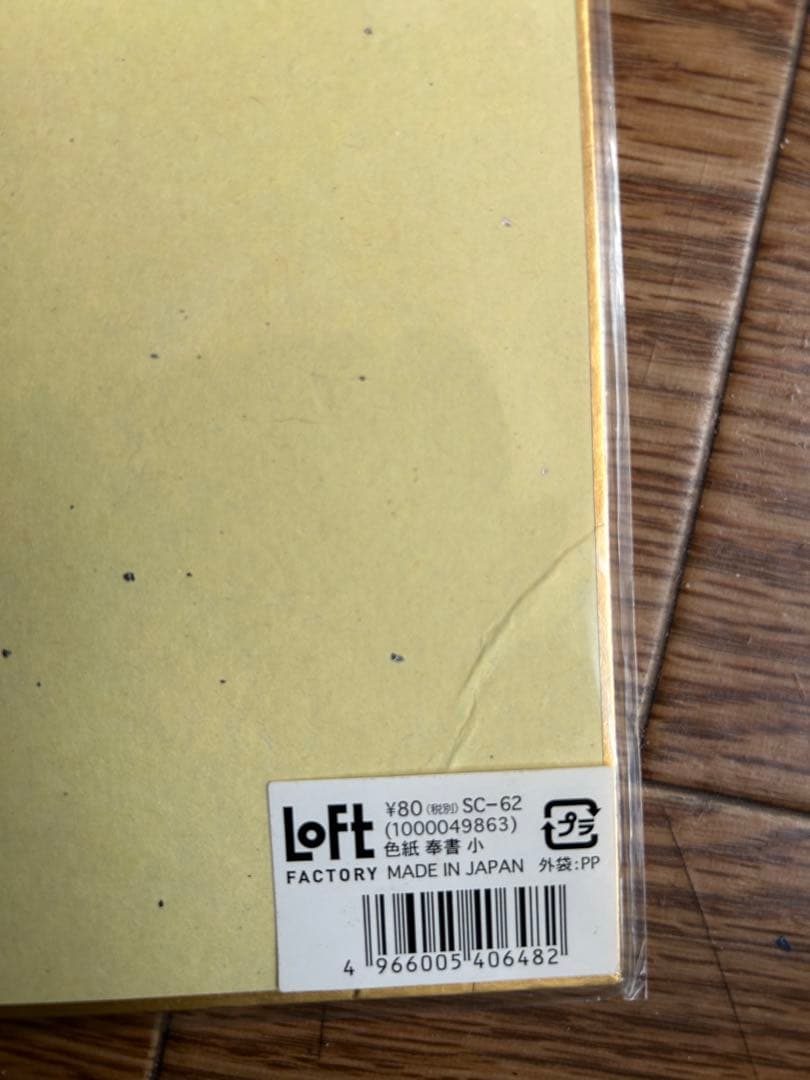 LoFt
FACTORY
¥80(税別) SC-62
(1000049863)
色紙 奉書 小
MADE IN JAPAN
プラ
外袋:PP
4 966005 406482